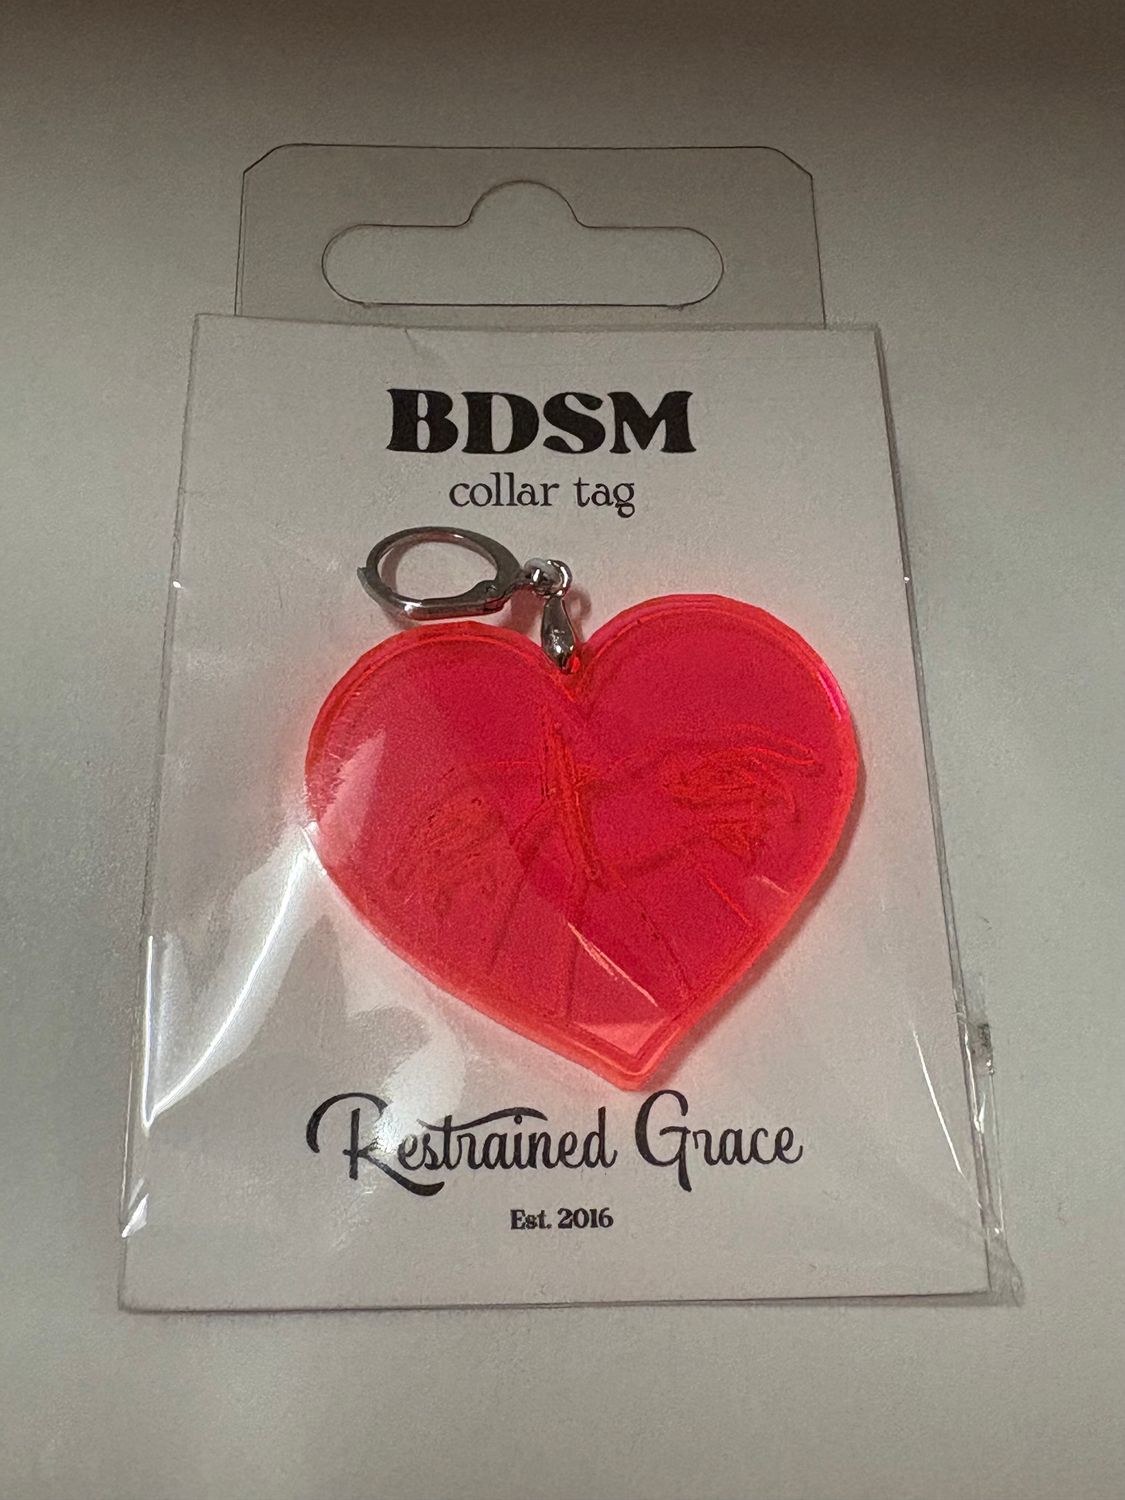 BDSM
collar tag
Restrained Grace
Est. 2016